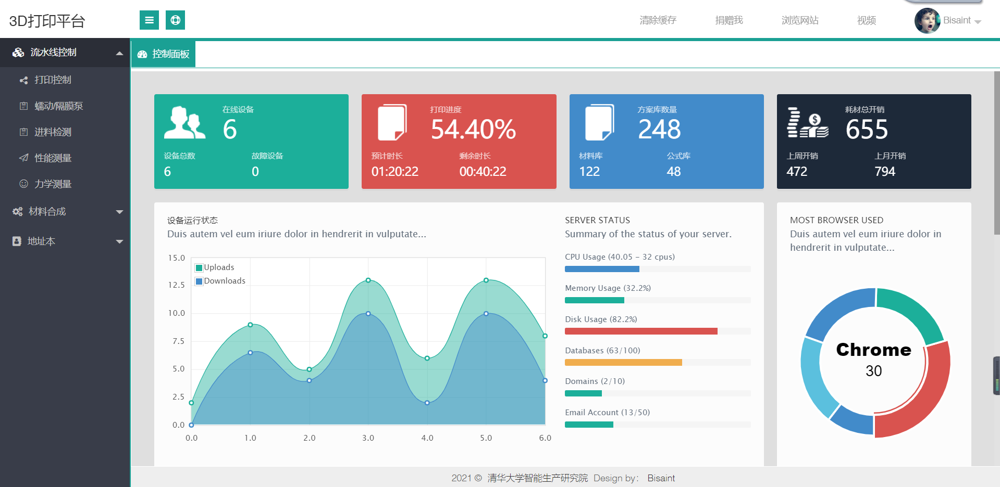 3D打印平台
清除缓存
捐赠我
浏览网站
视频
Bisaint
流水线控制
打印控制
蠕动/隔膜泵
进料检测
性能测量
力学测量
材料合成
地址本
控制面板
在线设备
6
设备总数
故障设备
6
0
打印进度
54.40%
预计时长
剩余时长
01:20:22
00:40:22
方案库数量
248
材料库
公式库
122
48
耗材总开销
655
上周开销
上月开销
472
794
设备运行状态
Duis autem vel eum iriure dolor in hendrerit in vulputate...
15.0
12.5
10.0
7.5
5.0
2.5
0.0
Uploads
Downloads
0.0
1.0
2.0
3.0
4.0
5.0
6.0
SERVER STATUS
Summary of the status of your server.
CPU Usage (40.05 - 32 cpus)
Memory Usage (32.2%)
Disk Usage (82.2%)
Databases (63/100)
Domains (2/10)
Email Account (13/50)
MOST BROWSER USED
Duis autem vel eum iriure dolor in
hendrerit in vulputate...
Chrome
30
2021 © 清华大学智能生产研究院 Design by: Bisaint